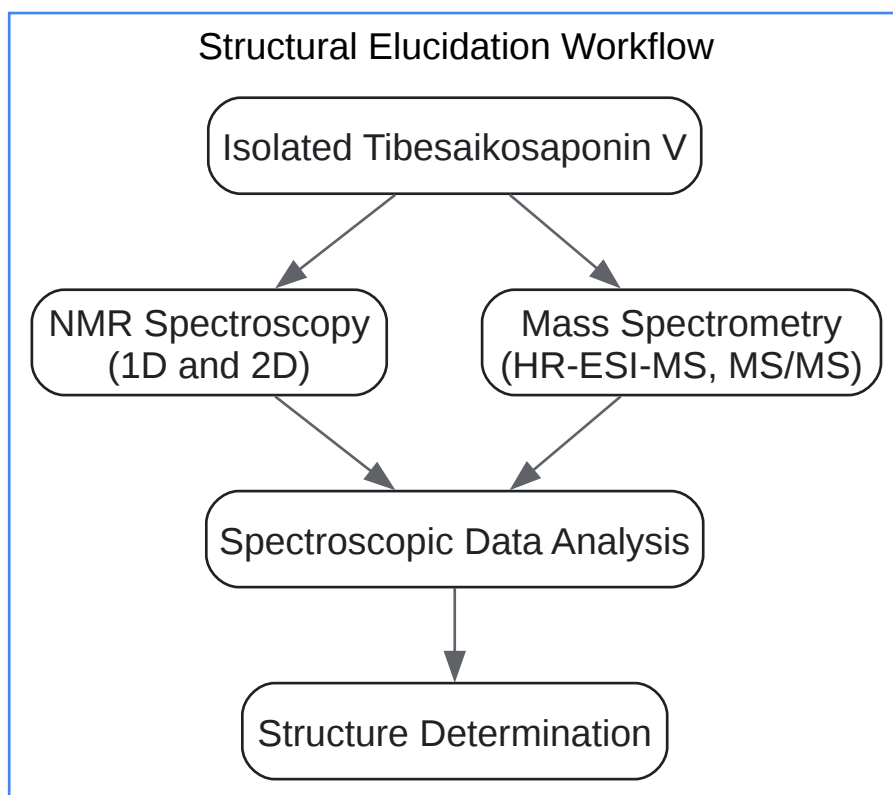 Structural Elucidation Workflow
Isolated Tibesaikosaponin V
NMR Spectroscopy
(1D and 2D)
Mass Spectrometry
(HR-ESI-MS, MS/MS)
Spectroscopic Data Analysis
Structure Determination